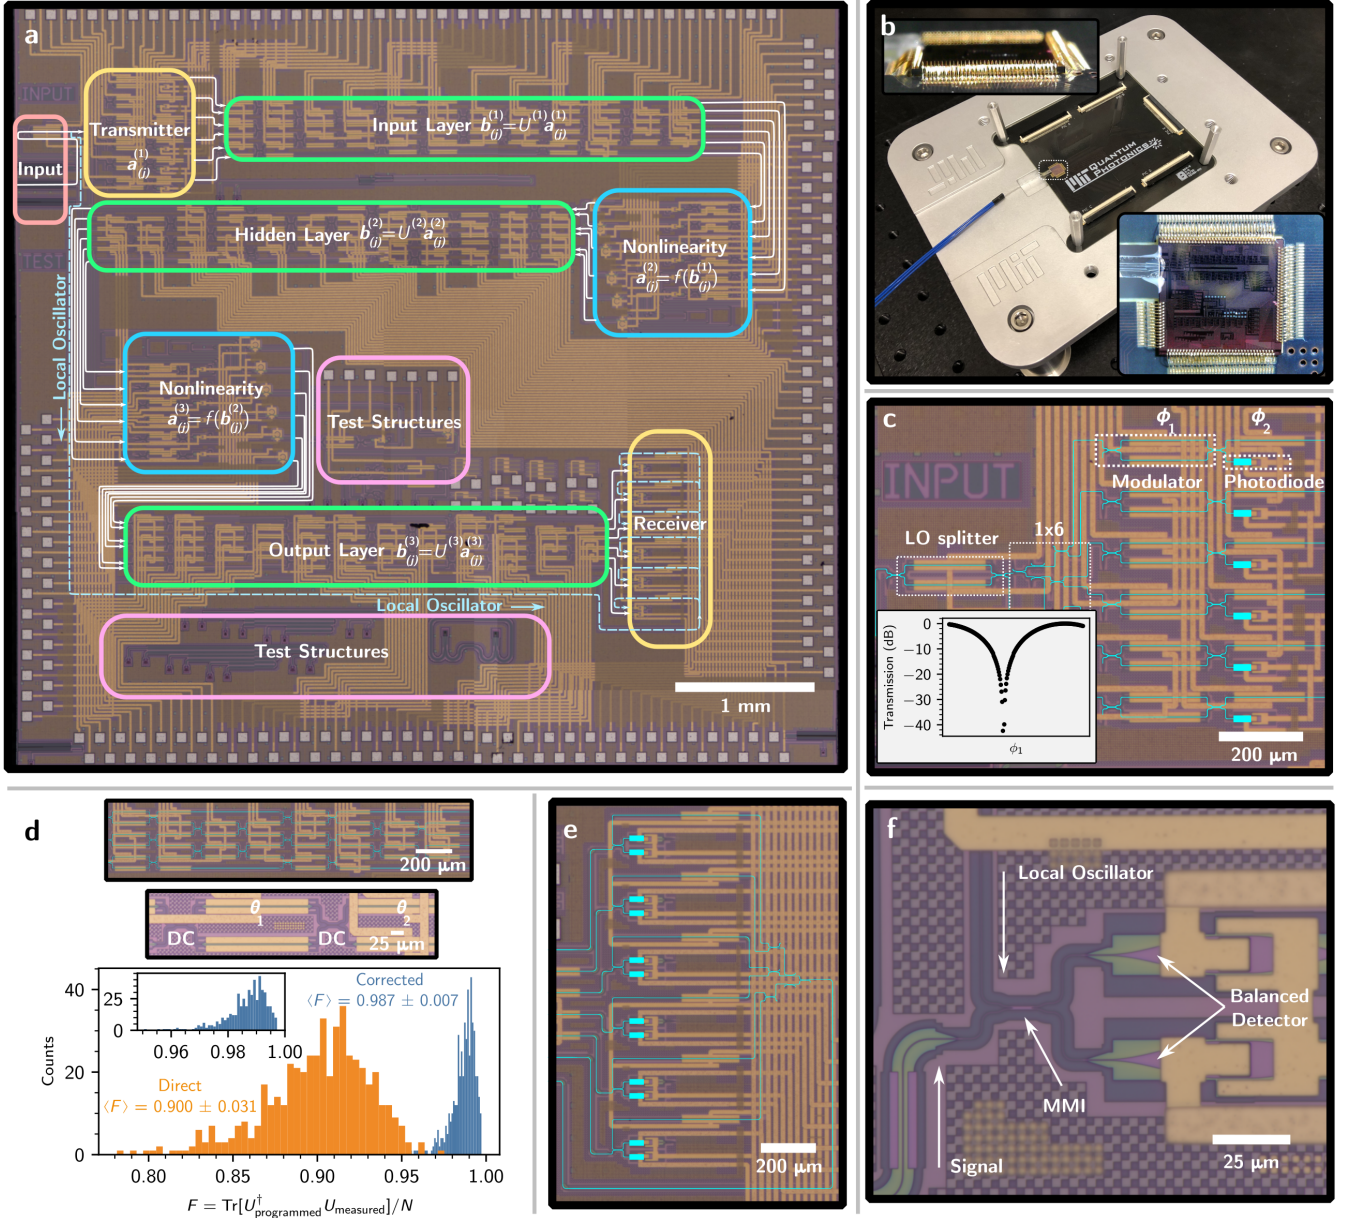 a
INPUT
Input
Transmitter
a(j)(1)
Input Layer b(j)(1)=U(1)a(j)(1)
Hidden Layer b(j)(2)=U(2)a(j)(2)
Nonlinearity
a(j)(2)=f(b(j)(1))
TEST
Local Oscillator
Nonlinearity
a(j)(3)=f(b(j)(2))
Test Structures
Receiver
Output Layer b(j)(3)=U(3)a(j)(3)
Local Oscillator
Test Structures
1 mm
b
MIT
MIT
MIT QUANTUM
PHOTONICS
c
INPUT
ϕ1
ϕ2
Modulator
Photodiode
LO splitter
1x6
0
−10
−20
−30
−40
Transmission (dB)
ϕ1
200 μm
d
200 μm
θ1
θ2
DC
DC
25 μm
Corrected
⟨F⟩ = 0.987 ± 0.007
25
0
0.96
0.98
1.00
Direct
⟨F⟩ = 0.900 ± 0.031
40
20
0
Counts
0.80
0.85
0.90
0.95
1.00
F = Tr[U†programmed Umeasured]/N
e
200 μm
f
Local Oscillator
Balanced
Detector
MMI
Signal
25 μm